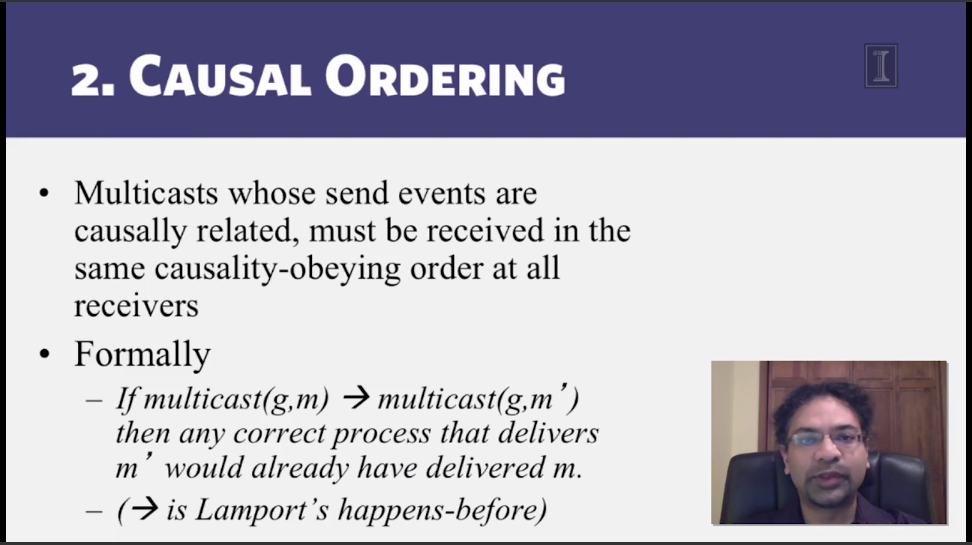 2. Causal Ordering
• Multicasts whose send events are
causally related, must be received in the
same causality-obeying order at all
receivers
• Formally
– If multicast(g,m) → multicast(g,m’)
then any correct process that delivers
m’ would already have delivered m.
– (→ is Lamport’s happens-before)
I